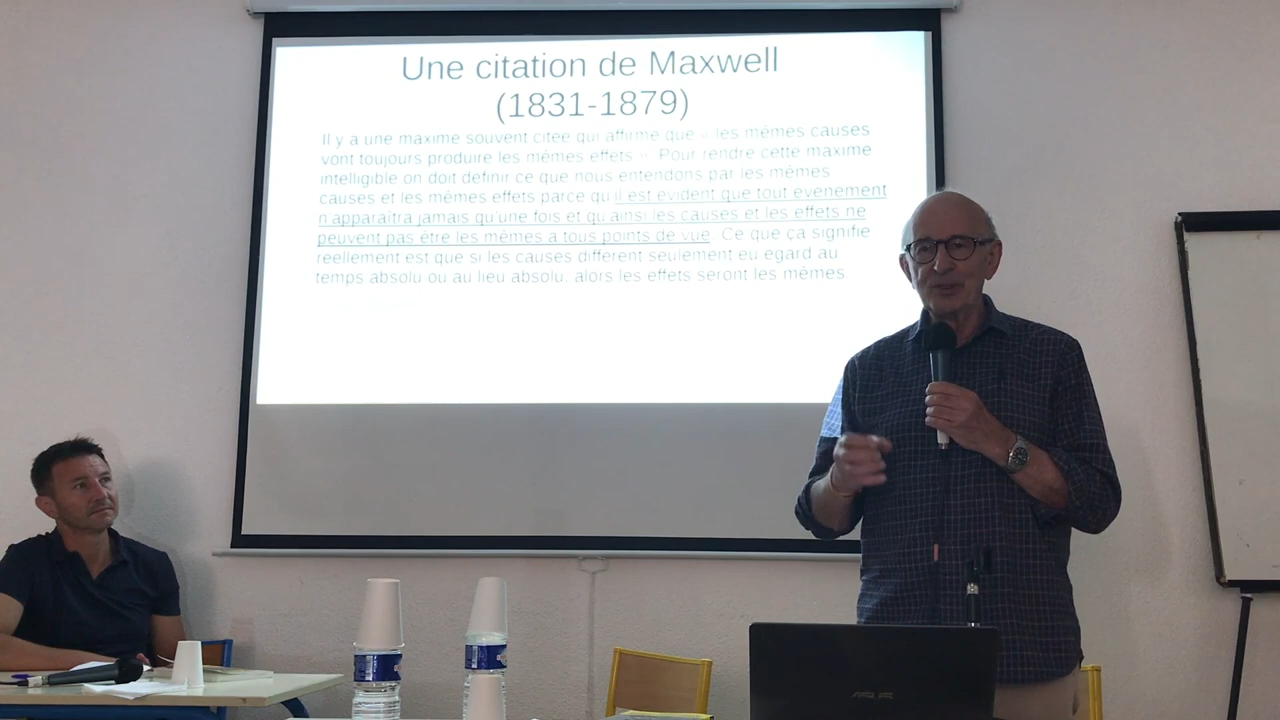 Une citation de Maxwell
(1831-1879)
Il y a une maxime souvent citée qui affirme que « les mêmes causes
vont toujours produire les mêmes effets ». Pour rendre cette maxime
intelligible on doit définir ce que nous entendons par les mêmes
causes et les mêmes effets parce qu'il est évident que tout évenement
n'apparaîtra jamais qu'une fois et qu'ainsi les causes et les effets ne
peuvent pas être les mêmes à tous points de vue. Ce que ça signifie
réellement est que si les causes diffèrent seulement eu égard au
temps absolu ou au lieu absolu, alors les effets seront les mêmes.
ASUS